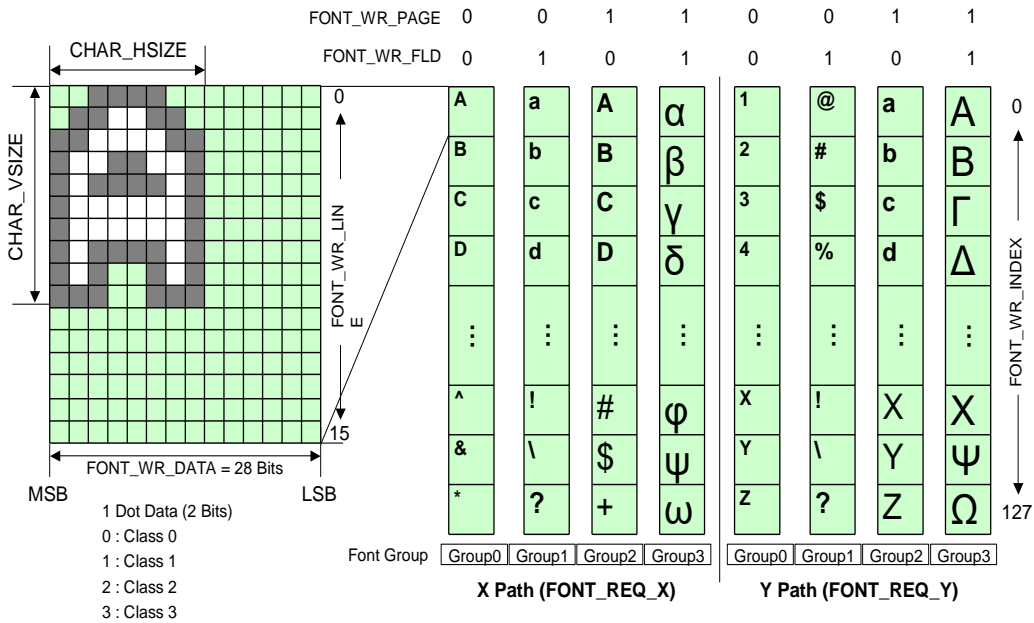 FONT_WR_PAGE 0 0 1 1 0 0 1 1
FONT_WR_FLD 0 1 0 1 0 1 0 1
CHAR_HSIZE
CHAR_VSIZE
0
FONT_WR_LIN
E
15
FONT_WR_DATA = 28 Bits
MSB LSB
1 Dot Data (2 Bits)
0 : Class 0
1 : Class 1
2 : Class 2
3 : Class 3
A a A α 1 @ a Α 0
B b B β 2 # b Β
C c C γ 3 $ c Γ
D d D δ 4 % d Δ
⋮ ⋮ ⋮ ⋮ ⋮ ⋮ ⋮ ⋮
FONT_WR_INDEX
^ ! # φ X ! X Χ
& \ $ ψ Y \ Y Ψ
* ? + ω Z ? Z Ω 127
Font Group Group0 Group1 Group2 Group3 Group0 Group1 Group2 Group3
X Path (FONT_REQ_X) Y Path (FONT_REQ_Y)